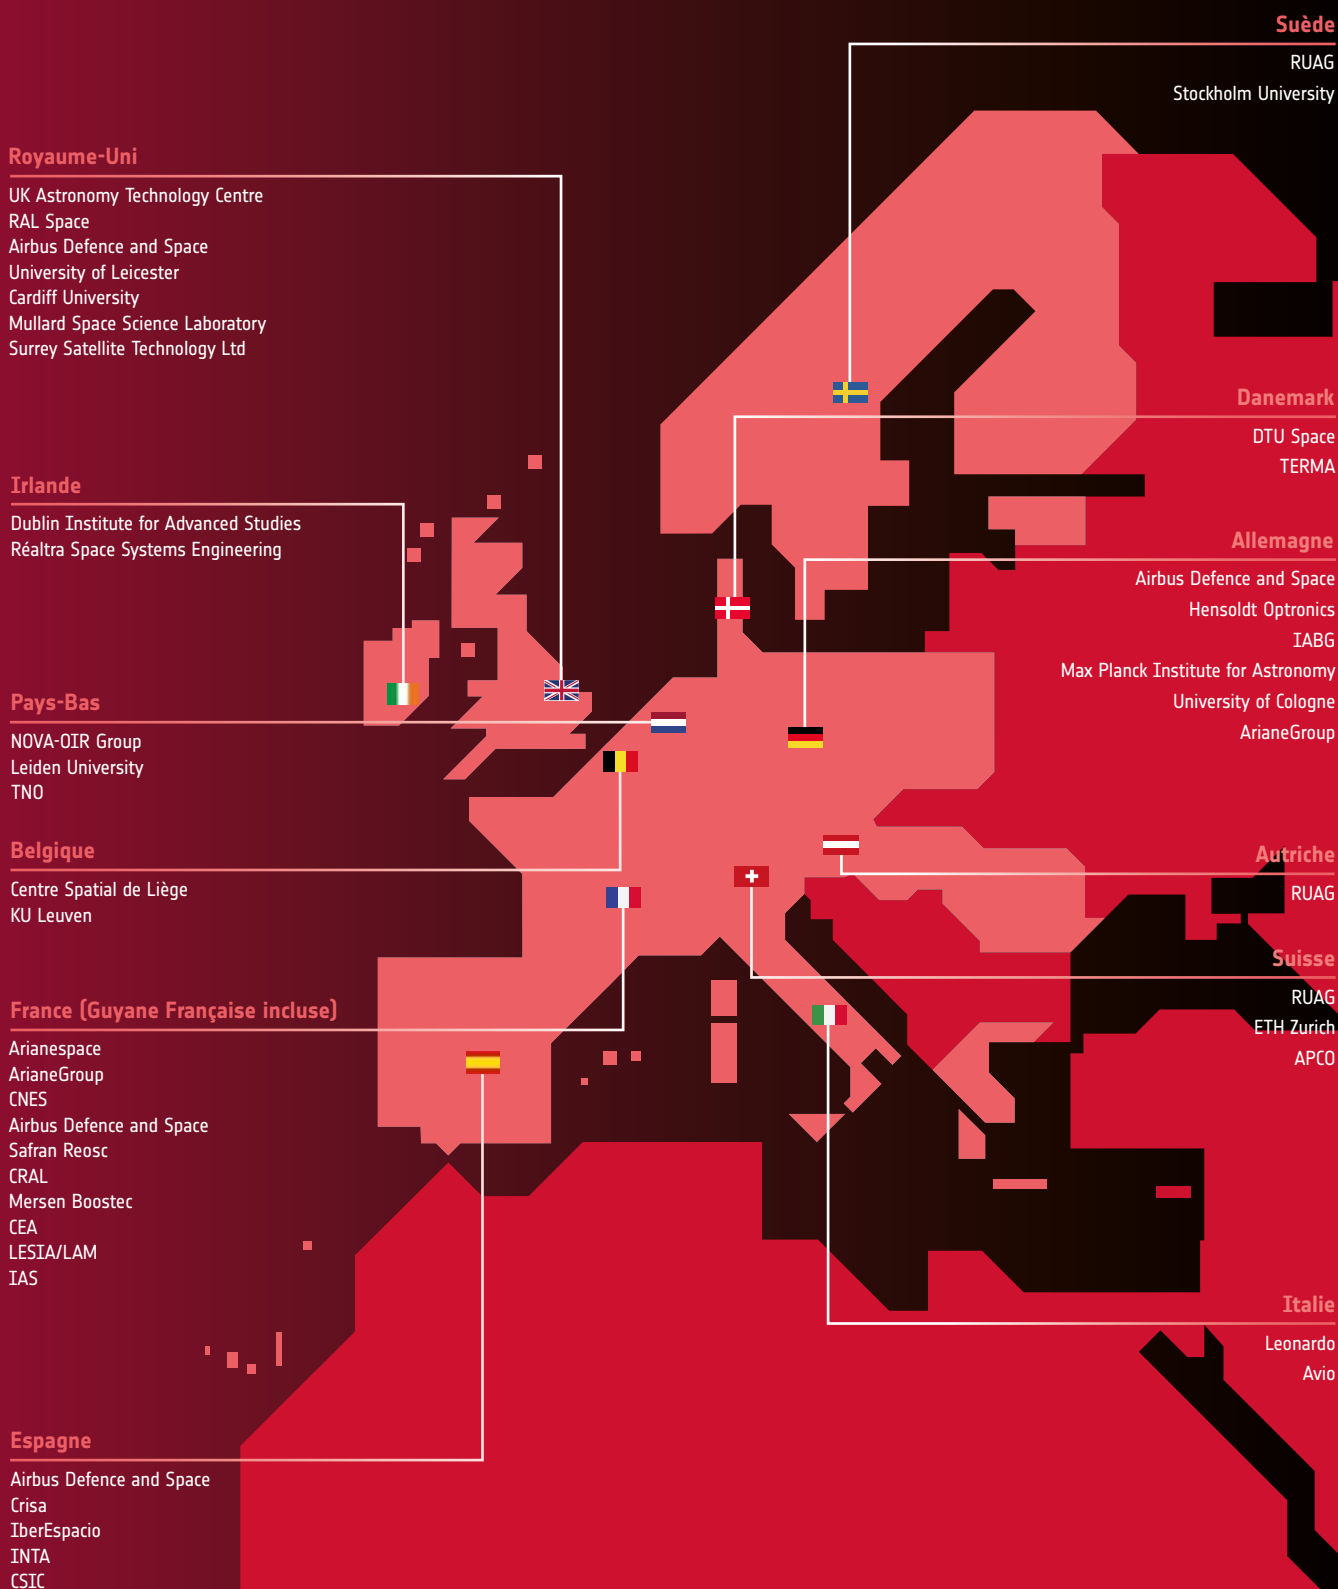 Suède
RUAG
Stockholm University
Royaume-Uni
UK Astronomy Technology Centre
RAL Space
Airbus Defence and Space
University of Leicester
Cardiff University
Mullard Space Science Laboratory
Surrey Satellite Technology Ltd
Danemark
DTU Space
TERMA
Irlande
Dublin Institute for Advanced Studies
Réaltra Space Systems Engineering
Allemagne
Airbus Defence and Space
Hensoldt Optronics
IABG
Max Planck Institute for Astronomy
University of Cologne
ArianeGroup
Pays-Bas
NOVA-OIR Group
Leiden University
TNO
Belgique
Centre Spatial de Liège
KU Leuven
Autriche
RUAG
Suisse
RUAG
ETH Zurich
APCO
France (Guyane Française incluse)
Arianespace
ArianeGroup
CNES
Airbus Defence and Space
Safran Reosc
CRAL
Mersen Boostec
CEA
LESIA/LAM
IAS
Italie
Leonardo
Avio
Espagne
Airbus Defence and Space
Crisa
IberEspacio
INTA
CSIC